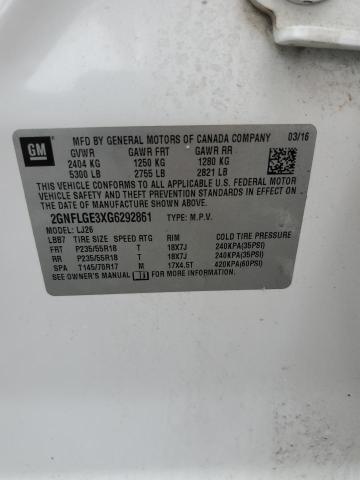 GM
MFD BY GENERAL MOTORS OF CANADA COMPANY 03/16
GVWR GAWR FRT GAWR RR
2404 KG 1250 KG 1280 KG
5300 LB 2755 LB 2821 LB
THIS VEHICLE CONFORMS TO ALL APPLICABLE U.S. FEDERAL MOTOR
VEHICLE SAFETY AND THEFT PREVENTION STANDARDS IN
EFFECT ON THE DATE OF MANUFACTURE SHOWN ABOVE.
2GNFLGE3XG6292861 TYPE: M.P.V.
MODEL: LJ26
LBB7 TIRE SIZE SPEED RTG RIM COLD TIRE PRESSURE
FRT P235/55R18 T 18X7J 240KPA(35PSI)
RR P235/55R18 T 18X7J 240KPA(35PSI)
SPA T145/70R17 M 17X4.5T 420KPA(60PSI)
SEE OWNER'S MANUAL FOR MORE INFORMATION.